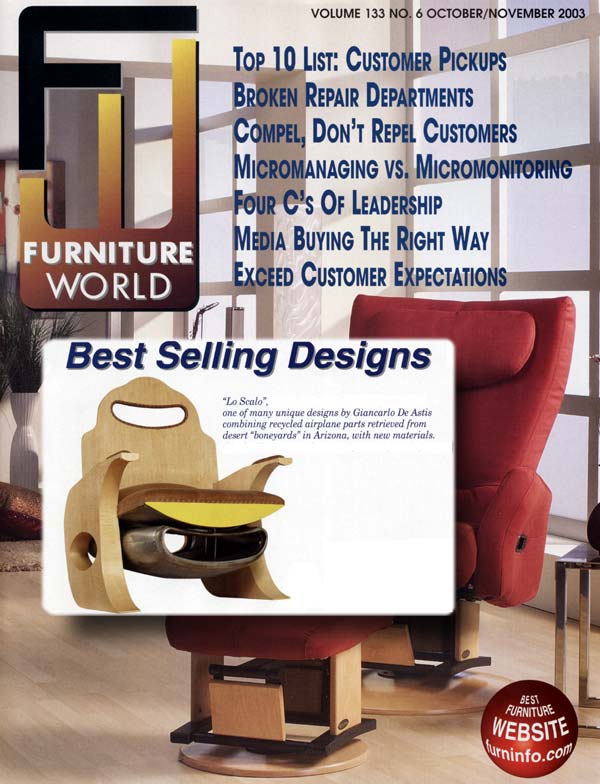 VOLUME 133 NO. 6 OCTOBER/NOVEMBER 2003
FW
FURNITURE
WORLD
TOP 10 LIST: CUSTOMER PICKUPS
BROKEN REPAIR DEPARTMENTS
COMPEL, DON'T REPEL CUSTOMERS
MICROMANAGING VS. MICROMONITORING
FOUR C'S OF LEADERSHIP
MEDIA BUYING THE RIGHT WAY
EXCEED CUSTOMER EXPECTATIONS
Best Selling Designs
"Lo Scalo",
one of many unique designs by Giancarlo De Astis
combining recycled airplane parts retrieved from
desert "boneyards" in Arizona, with new materials.
BEST
FURNITURE
WEBSITE
furninfo.com